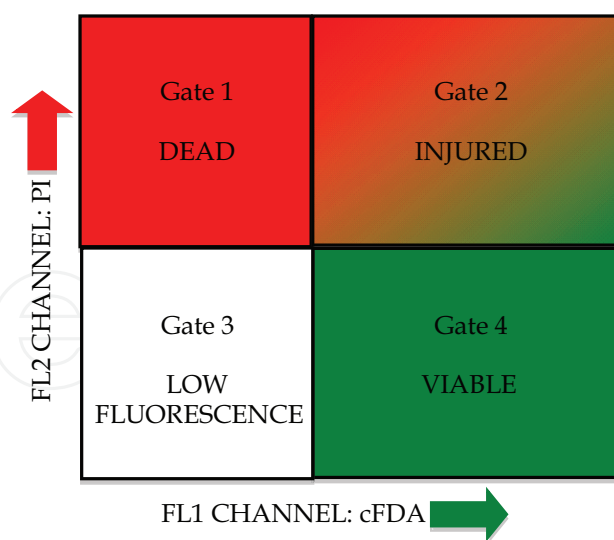 Gate 1
DEAD
Gate 2
INJURED
Gate 3
LOW
FLUORESCENCE
Gate 4
VIABLE
FL2 CHANNEL: PI
FL1 CHANNEL: cFDA